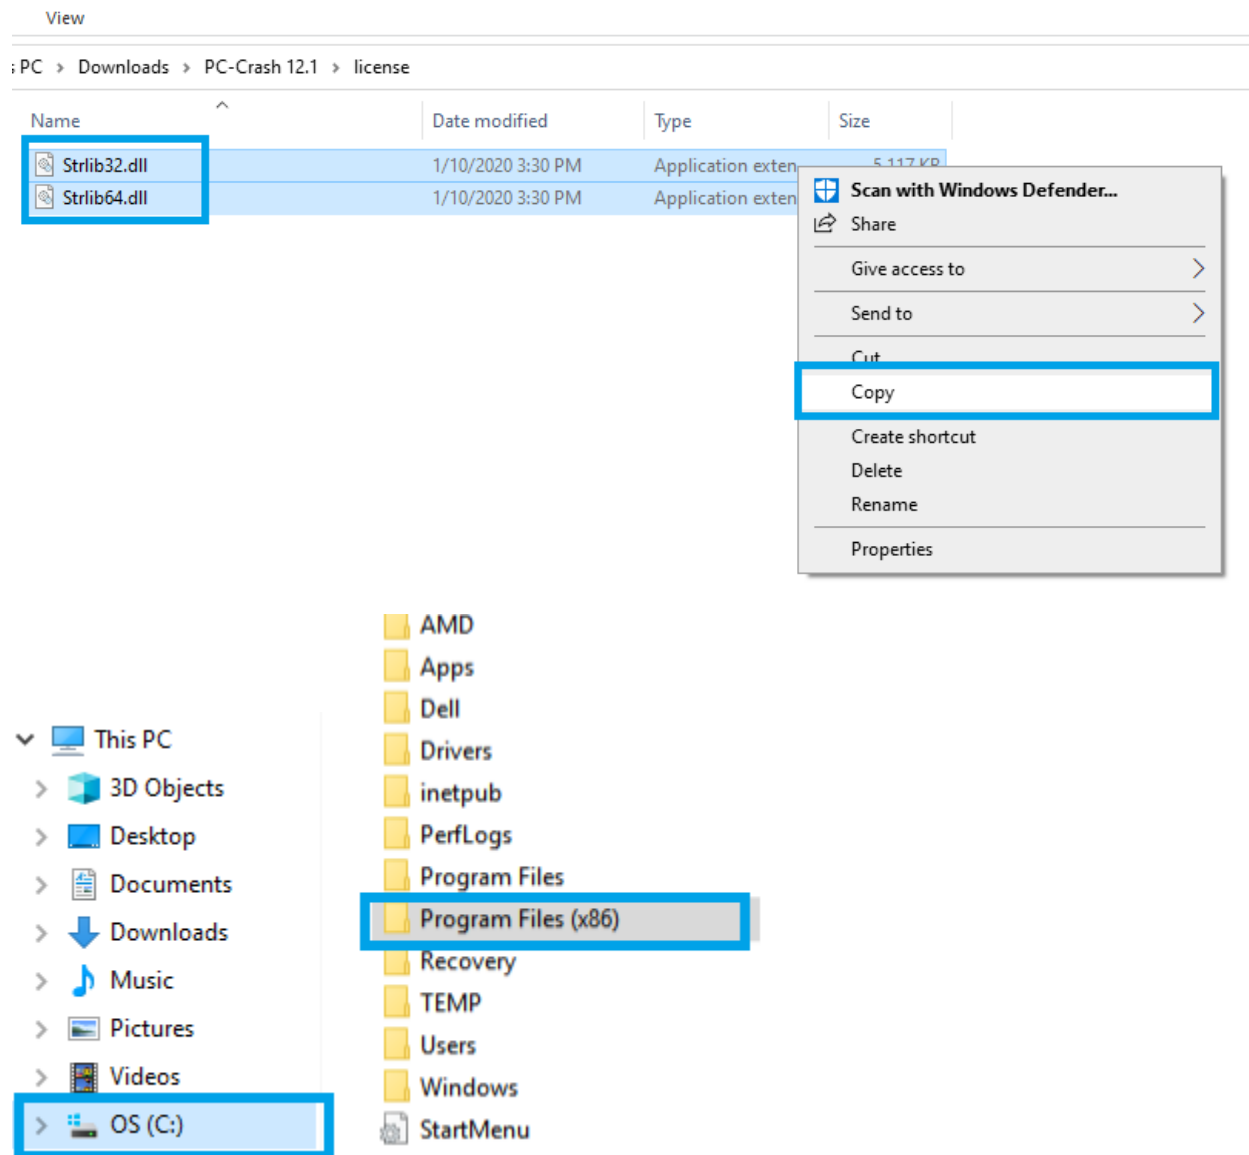 View
PC > Downloads > PC-Crash 12.1 > license
Name Date modified Type Size
Strlib32.dll 1/10/2020 3:30 PM Application exten 5,117 KB
Strlib64.dll 1/10/2020 3:30 PM Application exten
Scan with Windows Defender...
Share
Give access to
Send to
Cut
Copy
Create shortcut
Delete
Rename
Properties
AMD
Apps
Dell
Drivers
inetpub
PerfLogs
Program Files
Program Files (x86)
Recovery
TEMP
Users
Windows
StartMenu
This PC
3D Objects
Desktop
Documents
Downloads
Music
Pictures
Videos
OS (C:)